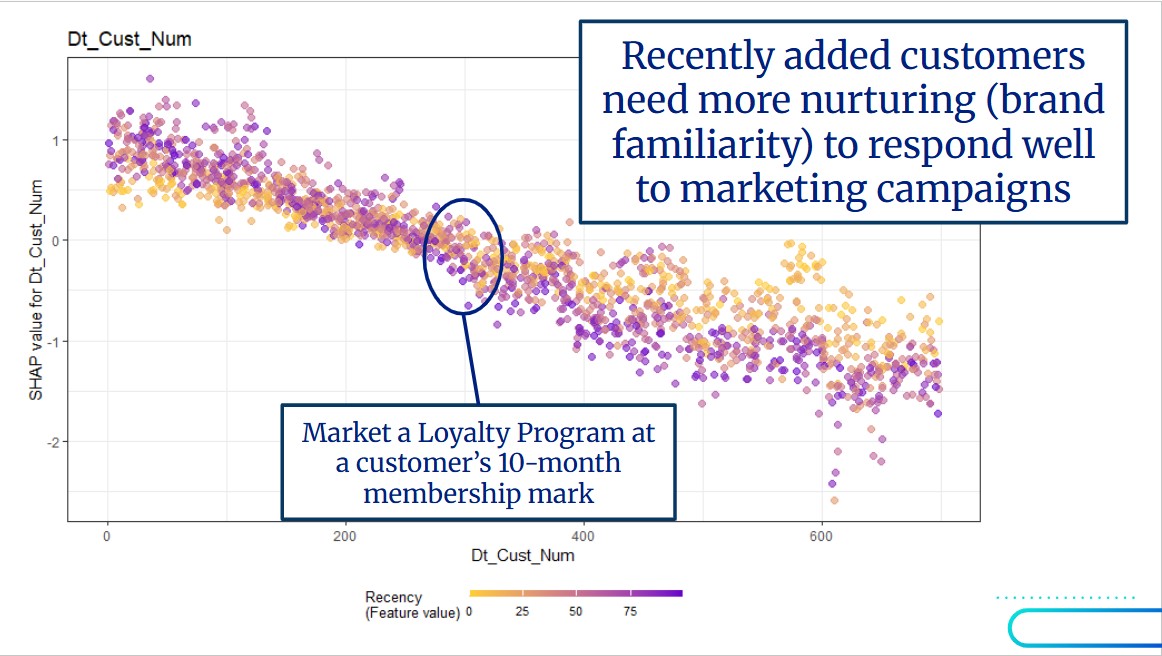 Dt_Cust_Num
Recently added customers
need more nurturing (brand
familiarity) to respond well
to marketing campaigns
SHAP value for Dt_Cust_Num
1
0
-1
-2
Market a Loyalty Program at
a customer's 10-month
membership mark
0 200 400 600
Dt_Cust_Num
Recency
(Feature value) 0 25 50 75